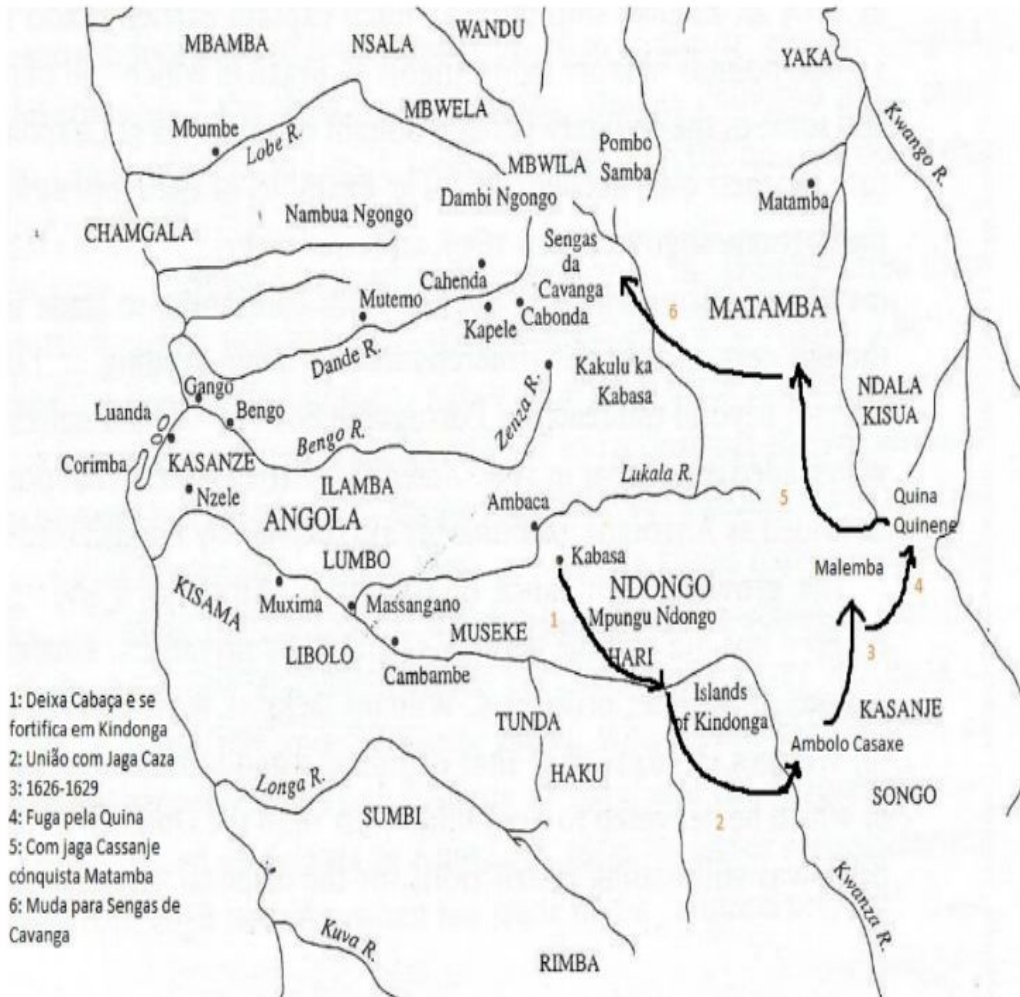 MBAMBA
NSALA
WANDU
YAKA
Kwango R.
Mbumbe
Lobe R.
MBWELA
MBWILA
Pombo
Samba
Dambi Ngongo
Matamba
Nambua Ngongo
CHAMGALA
Sengas
da
Cavanga
Cahenda
Mutemo
Kapele
Cabonda
6
MATAMBA
Dande R.
Kakulu ka
Kabasa
NDALA
KISUA
Gango
Luanda
Bengo
Zenza R.
Bengo R.
Corimba
KASANZE
Lukala R.
Nzele
ILAMBA
Ambaca
5
Quina
Quinene
ANGOLA
LUMBO
Kabasa
NDONGO
Malemba
4
KISAMA
Muxima
Massangano
1
Mpungu Ndongo
MUSEKE
HARI
3
LIBOLO
Cambambe
Islands
of Kindonga
KASANJE
TUNDA
Ambolo Casaxe
HAKU
SONGO
Longa R.
SUMBI
2
Kwanza R.
Kuva R.
RIMBA
1: Deixa Cabaça e se
fortifica em Kindonga
2: União com Jaga Caza
3: 1626-1629
4: Fuga pela Quina
5: Com jaga Cassanje
conquista Matamba
6: Muda para Sengas de
Cavanga